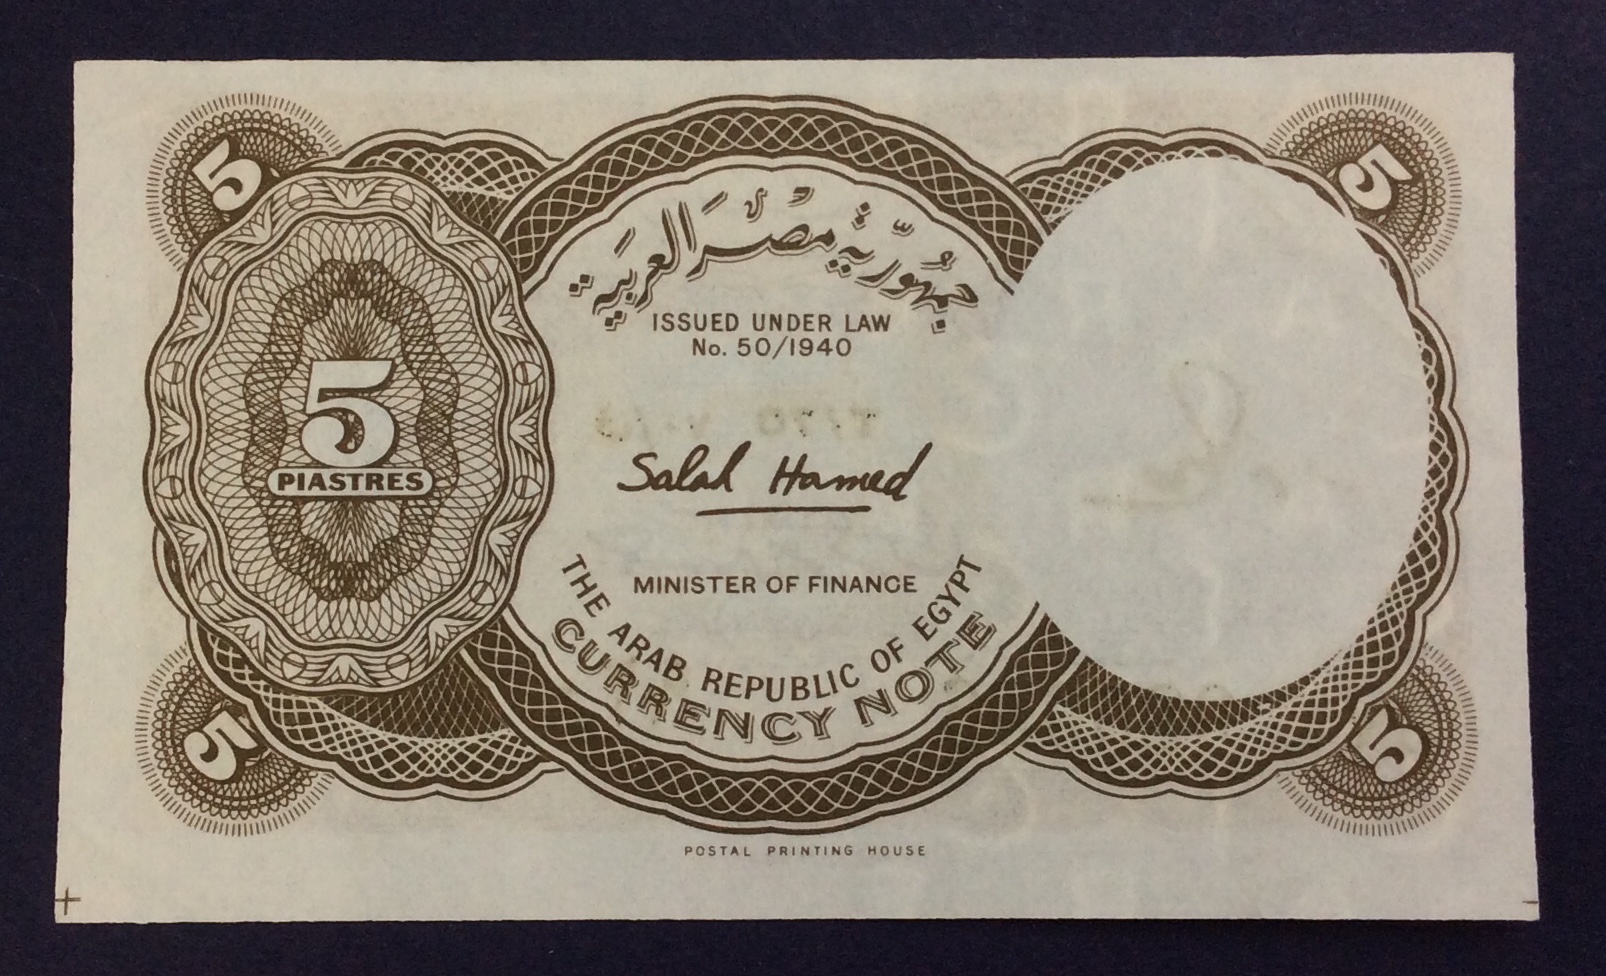 5
5
جمهورية مصر العربية
ISSUED UNDER LAW
No. 50/1940
5
PIASTRES
Salah Hamed
MINISTER OF FINANCE
THE ARAB REPUBLIC OF EGYPT
CURRENCY NOTE
5
5
POSTAL PRINTING HOUSE